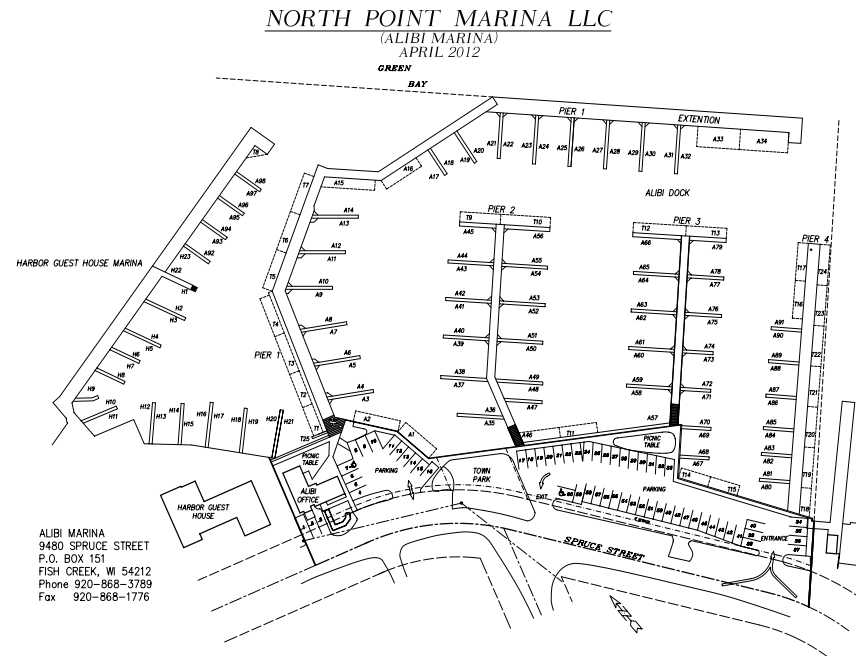 NORTH POINT MARINA LLC
(ALIBI MARINA)
APRIL 2012
GREEN
BAY
PIER 1
EXTENTION
A33
A34
A21
A22
A23
A24
A25
A26
A27
A28
A29
A30
A31
A32
A20
A19
A18
A17
A16
A15
T8
T7
A98
A97
A96
A95
A94
A93
A92
H23
H22
H1
HARBOR GUEST HOUSE MARINA
ALIBI DOCK
A14
A13
T6
A12
A11
T5
A10
A9
T4
A8
A7
PIER 1
T3
A6
A5
T2
A4
A3
T1
T25
A2
A1
H2
H3
H4
H5
H6
H7
H8
H9
H10
H11
H12
H13
H14
H15
H16
H17
H18
H19
H20
H21
PIER 2
T9
T10
A45
A56
A44
A43
A55
A54
A42
A41
A53
A52
A40
A39
A51
A50
A38
A37
A49
A48
A47
A36
A35
A46
T11
PIER 3
T12
T13
A66
A79
A65
A64
A78
A77
A63
A62
A76
A75
A61
A60
A74
A73
A59
A58
A72
A71
A57
A70
A69
A68
A67
T14
T15
PIER 4
T17
T24
T16
T23
A91
A90
T22
A89
A88
T21
A87
A86
T20
A85
A84
A83
A82
T19
A81
A80
T18
PICNIC
TABLE
PARKING
ALIBI
OFFICE
TOWN
PARK
PICNIC
TABLE
PARKING
EXIT
ENTRANCE
HARBOR GUEST
HOUSE
SPRUCE STREET
ALIBI MARINA
9480 SPRUCE STREET
P.O. BOX 151
FISH CREEK, WI 54212
Phone 920-868-3789
Fax 920-868-1776